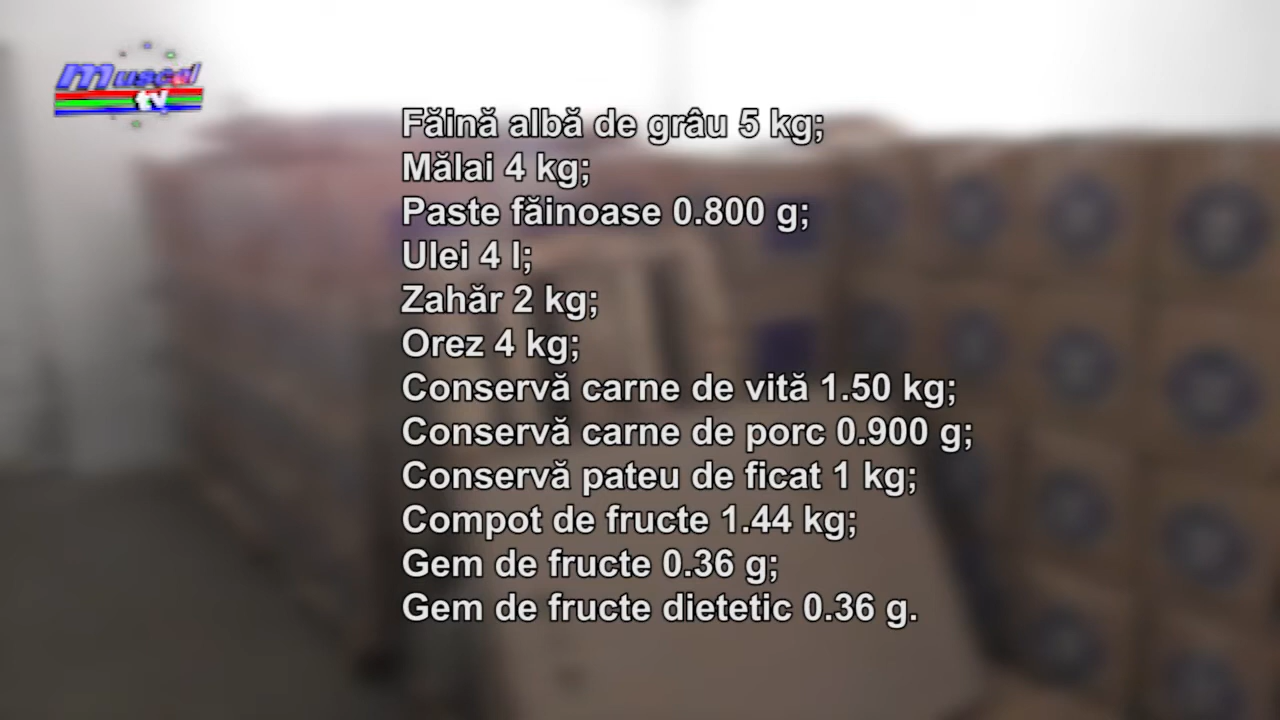 Muscel
tv
Făină albă de grâu 5 kg;
Mălai 4 kg;
Paste făinoase 0.800 g;
Ulei 4 l;
Zahăr 2 kg;
Orez 4 kg;
Conservă carne de vită 1.50 kg;
Conservă carne de porc 0.900 g;
Conservă pateu de ficat 1 kg;
Compot de fructe 1.44 kg;
Gem de fructe 0.36 g;
Gem de fructe dietetic 0.36 g.